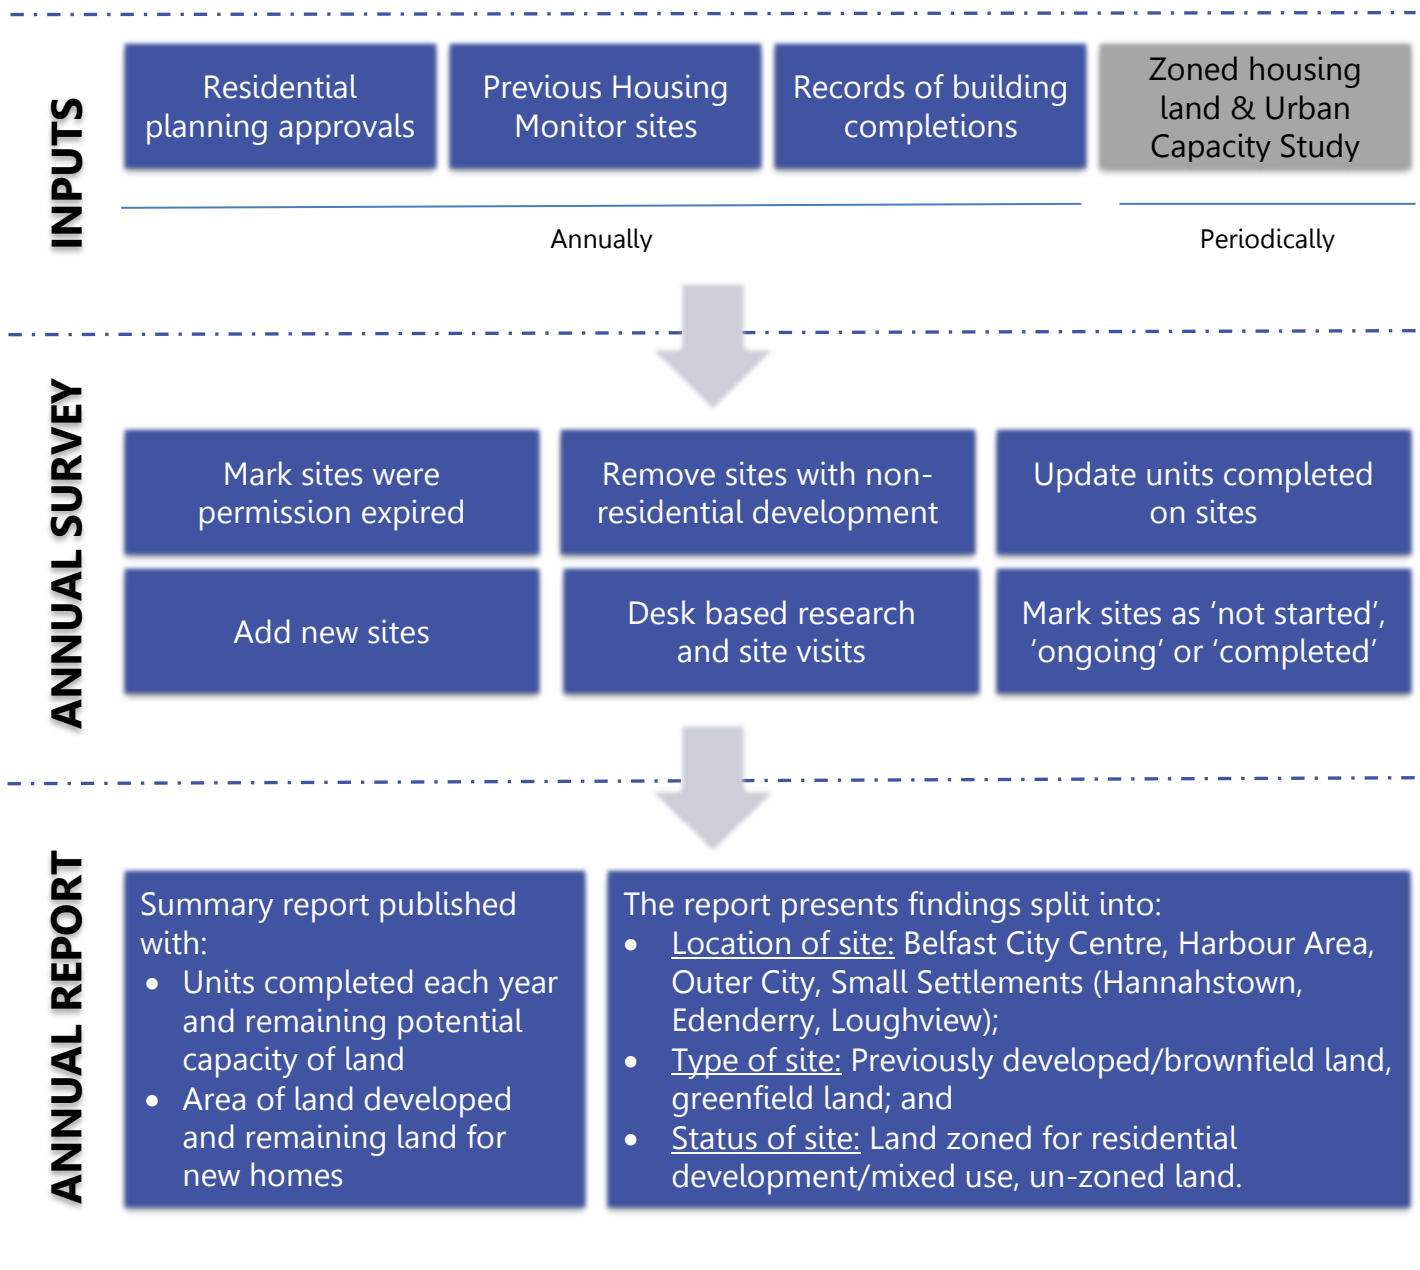 INPUTS
Residential
planning approvals
Previous Housing
Monitor sites
Records of building
completions
Zoned housing
land & Urban
Capacity Study
Annually
Periodically
ANNUAL SURVEY
Mark sites were
permission expired
Remove sites with non-
residential development
Update units completed
on sites
Add new sites
Desk based research
and site visits
Mark sites as ‘not started’,
‘ongoing’ or ‘completed’
ANNUAL REPORT
Summary report published
with:
• Units completed each year
and remaining potential
capacity of land
• Area of land developed
and remaining land for
new homes
The report presents findings split into:
• Location of site: Belfast City Centre, Harbour Area,
Outer City, Small Settlements (Hannahstown,
Edenderry, Loughview);
• Type of site: Previously developed/brownfield land,
greenfield land; and
• Status of site: Land zoned for residential
development/mixed use, un-zoned land.